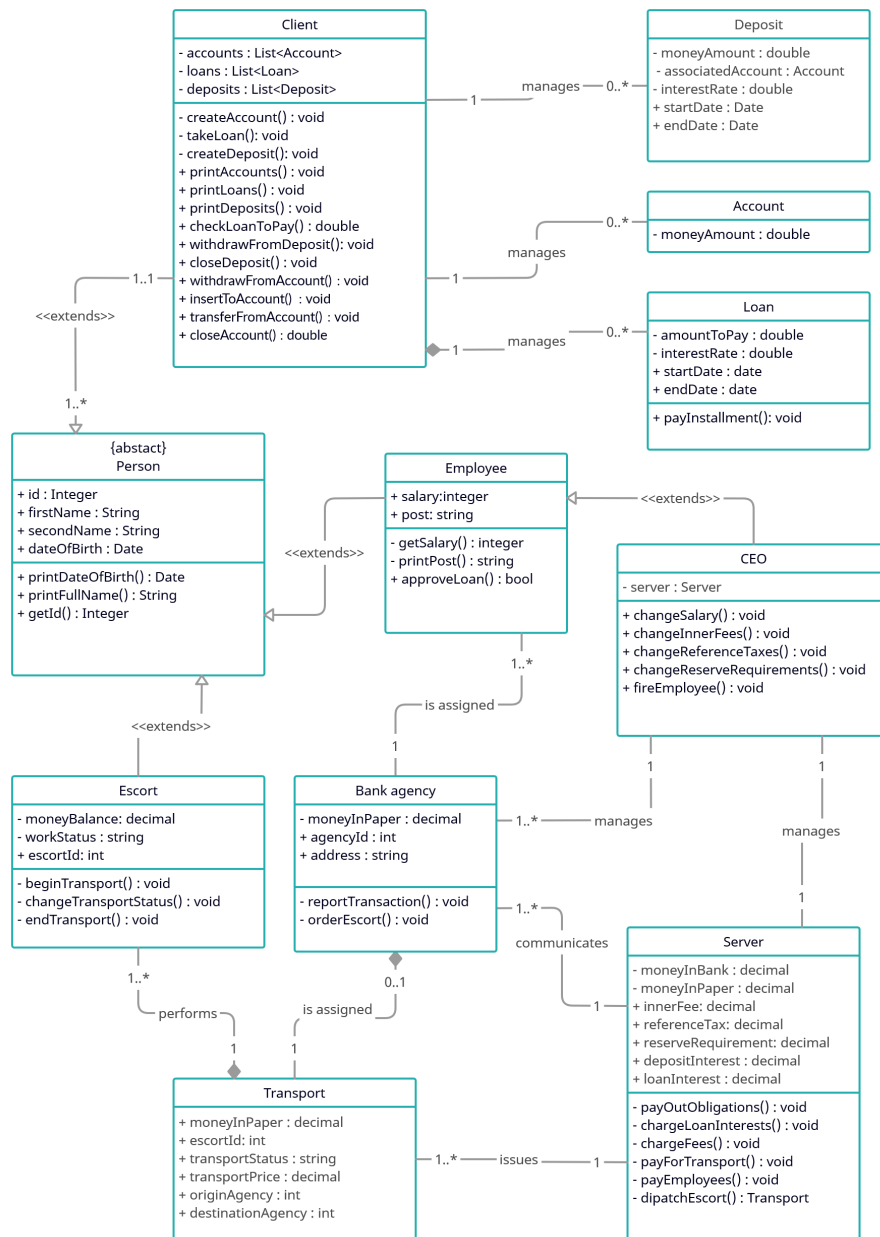 Client
- accounts : List<Account>
- loans : List<Loan>
- deposits : List<Deposit>
- createAccount() : void
- takeLoan(): void
- createDeposit(): void
+ printAccounts() : void
+ printLoans() : void
+ printDeposits() : void
+ checkLoanToPay() : double
+ withdrawFromDeposit(): void
+ closeDeposit() : void
+ withdrawFromAccount() : void
+ insertToAccount() : void
+ transferFromAccount() : void
+ closeAccount() : double
Deposit
- moneyAmount : double
- associatedAccount : Account
- interestRate : double
+ startDate : Date
+ endDate : Date
1
manages
0..*
Account
- moneyAmount : double
1
manages
0..*
Loan
- amountToPay : double
- interestRate : double
+ startDate : date
+ endDate : date
+ payInstallment(): void
1
manages
0..*
1..1
<<extends>>
1..*
{abstact}
Person
+ id : Integer
+ firstName : String
+ secondName : String
+ dateOfBirth : Date
+ printDateOfBirth() : Date
+ printFullName() : String
+ getId() : Integer
<<extends>>
Employee
+ salary:integer
+ post: string
- getSalary() : integer
- printPost() : string
+ approveLoan() : bool
<<extends>>
CEO
- server : Server
+ changeSalary() : void
+ changeInnerFees() : void
+ changeReferenceTaxes() : void
+ changeReserveRequirements() : void
+ fireEmployee() : void
1..*
is assigned
1
<<extends>>
Escort
- moneyBalance: decimal
- workStatus : string
+ escortId: int
- beginTransport() : void
- changeTransportStatus() : void
- endTransport() : void
Bank agency
- moneyInPaper : decimal
+ agencyId : int
+ address : string
- reportTransaction() : void
- orderEscort() : void
1
manages
1..*
1
manages
1
1..*
communicates
1
Server
- moneyInBank : decimal
- moneyInPaper : decimal
+ innerFee: decimal
+ referenceTax: decimal
+ reserveRequirement: decimal
+ depositInterest : decimal
+ loanInterest : decimal
- payOutObligations() : void
- chargeLoanInterests() : void
- chargeFees() : void
- payForTransport() : void
- payEmployees() : void
- dipatchEscort() : Transport
1..*
performs
1
0..1
is assigned
1
Transport
+ moneyInPaper : decimal
+ escortId: int
+ transportStatus : string
+ transportPrice : decimal
+ originAgency : int
+ destinationAgency : int
1..*
issues
1